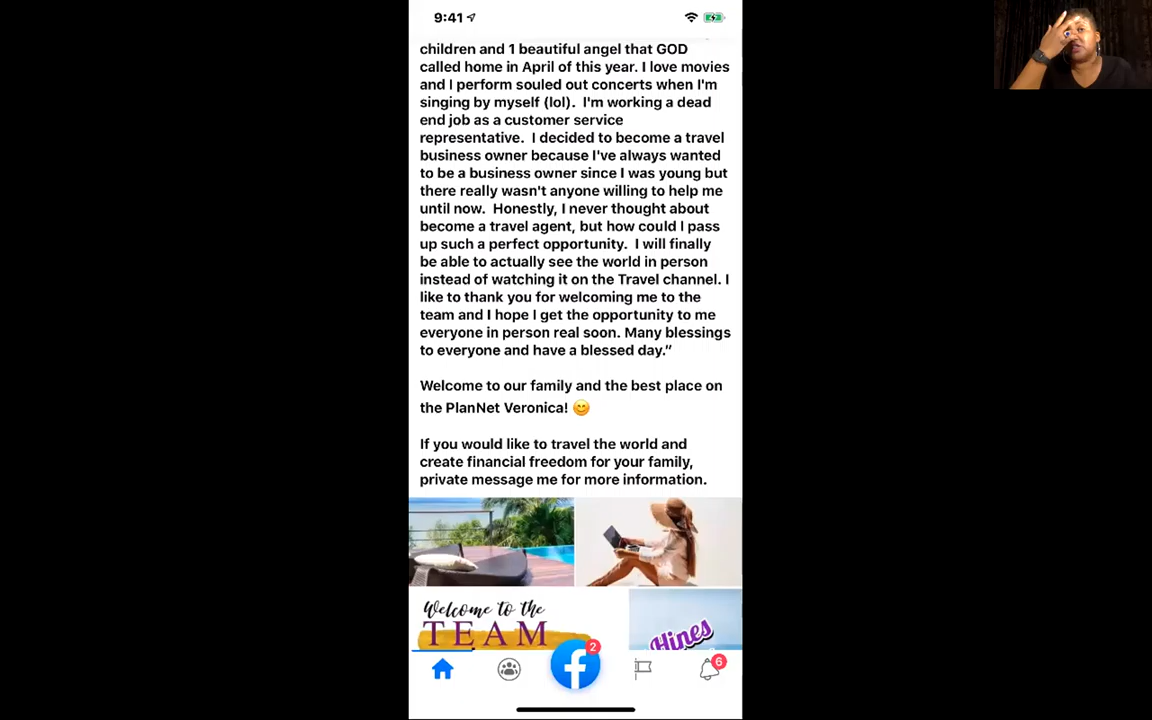 9:41
children and 1 beautiful angel that GOD
called home in April of this year. I love movies
and I perform souled out concerts when I'm
singing by myself (lol).  I'm working a dead
end job as a customer service
representative.  I decided to become a travel
business owner because I've always wanted
to be a business owner since I was young but
there really wasn't anyone willing to help me
until now.  Honestly, I never thought about
become a travel agent, but how could I pass
up such a perfect opportunity.  I will finally
be able to actually see the world in person
instead of watching it on the Travel channel. I
like to thank you for welcoming me to the
team and I hope I get the opportunity to me
everyone in person real soon. Many blessings
to everyone and have a blessed day.”
Welcome to our family and the best place on
the PlanNet Veronica! 😊
If you would like to travel the world and
create financial freedom for your family,
private message me for more information.
Welcome to the
TEAM
Hines
2
6